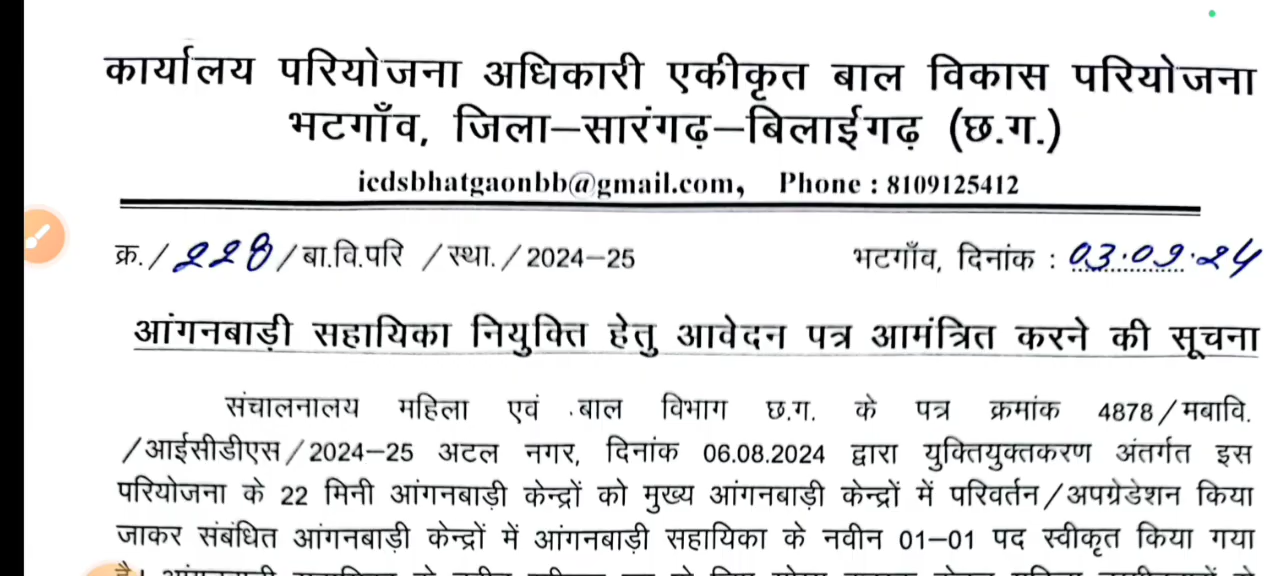 कार्यालय परियोजना अधिकारी एकीकृत बाल विकास परियोजना
भटगाँव, जिला–सारंगढ़–बिलाईगढ़ (छ.ग.)
icdsbhatgaonbb@gmail.com, Phone : 8109125412
क्र./228/बा.वि.परि /स्था./2024–25 भटगाँव, दिनांक : 03.09.24
आंगनबाड़ी सहायिका नियुक्ति हेतु आवेदन पत्र आमंत्रित करने की सूचना
संचालनालय महिला एवं बाल विभाग छ.ग. के पत्र क्रमांक 4878/मबावि.
/आईसीडीएस/2024–25 अटल नगर, दिनांक 06.08.2024 द्वारा युक्तियुक्तकरण अंतर्गत इस
परियोजना के 22 मिनी आंगनबाड़ी केन्द्रों को मुख्य आंगनबाड़ी केन्द्रों में परिवर्तन/अपग्रेडेशन किया
जाकर संबंधित आंगनबाड़ी केन्द्रों में आंगनबाड़ी सहायिका के नवीन 01–01 पद स्वीकृत किया गया
है।